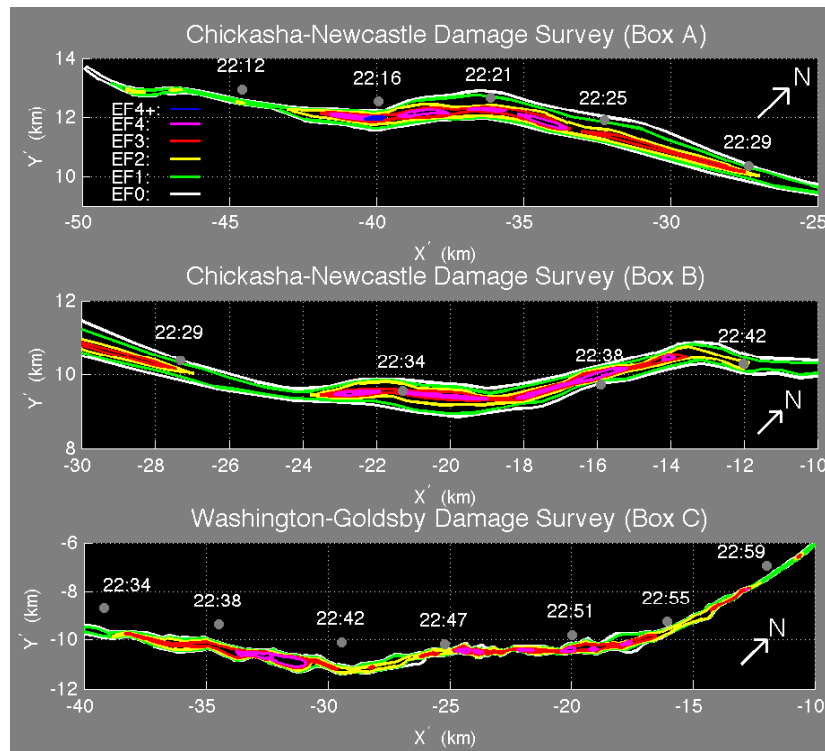 Chickasha-Newcastle Damage Survey (Box A)
14
12
10
Y′ (km)
22:12
22:16
22:21
22:25
22:29
N
EF4+:
EF4:
EF3:
EF2:
EF1:
EF0:
-50
-45
-40
-35
-30
-25
X′ (km)
Chickasha-Newcastle Damage Survey (Box B)
12
10
8
Y′ (km)
22:29
22:34
22:38
22:42
N
-30
-28
-26
-24
-22
-20
-18
-16
-14
-12
-10
X′ (km)
Washington-Goldsby Damage Survey (Box C)
-6
-8
-10
-12
Y′ (km)
22:34
22:38
22:42
22:47
22:51
22:55
22:59
N
-40
-35
-30
-25
-20
-15
-10
X′ (km)